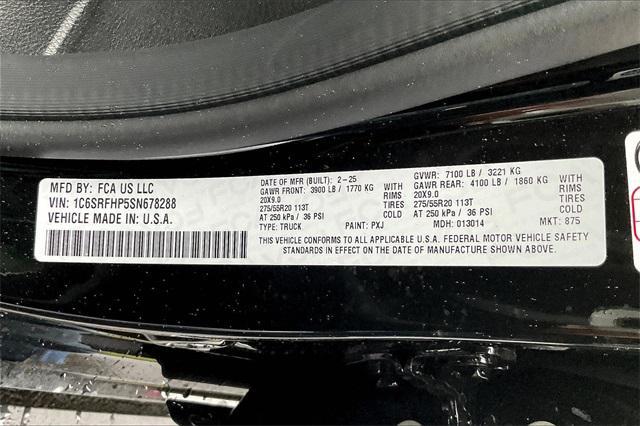 MFD BY: FCA US LLC
VIN: 1C6SRFHP5SN678288
VEHICLE MADE IN U.S.A.
DATE OF MFR (BUILT): 2-25
GAWR FRONT: 3900 LB / 1770 KG WITH
20X9.0 RIMS
275/55R20 113T TIRES
AT 250 kPa / 36 PSI
TYPE: TRUCK PAINT: PXJ
GVWR: 7100 LB / 3221 KG
GAWR REAR: 4100 LB / 1860 KG WITH
20X9.0 RIMS
275/55R20 113T TIRES
AT 250 kPa / 36 PSI
MDH: 013014 MKT: 875
THIS VEHICLE CONFORMS TO ALL APPLICABLE U.S.A. FEDERAL MOTOR VEHICLE SAFETY
STANDARDS IN EFFECT ON THE DATE OF MANUFACTURE SHOWN ABOVE.